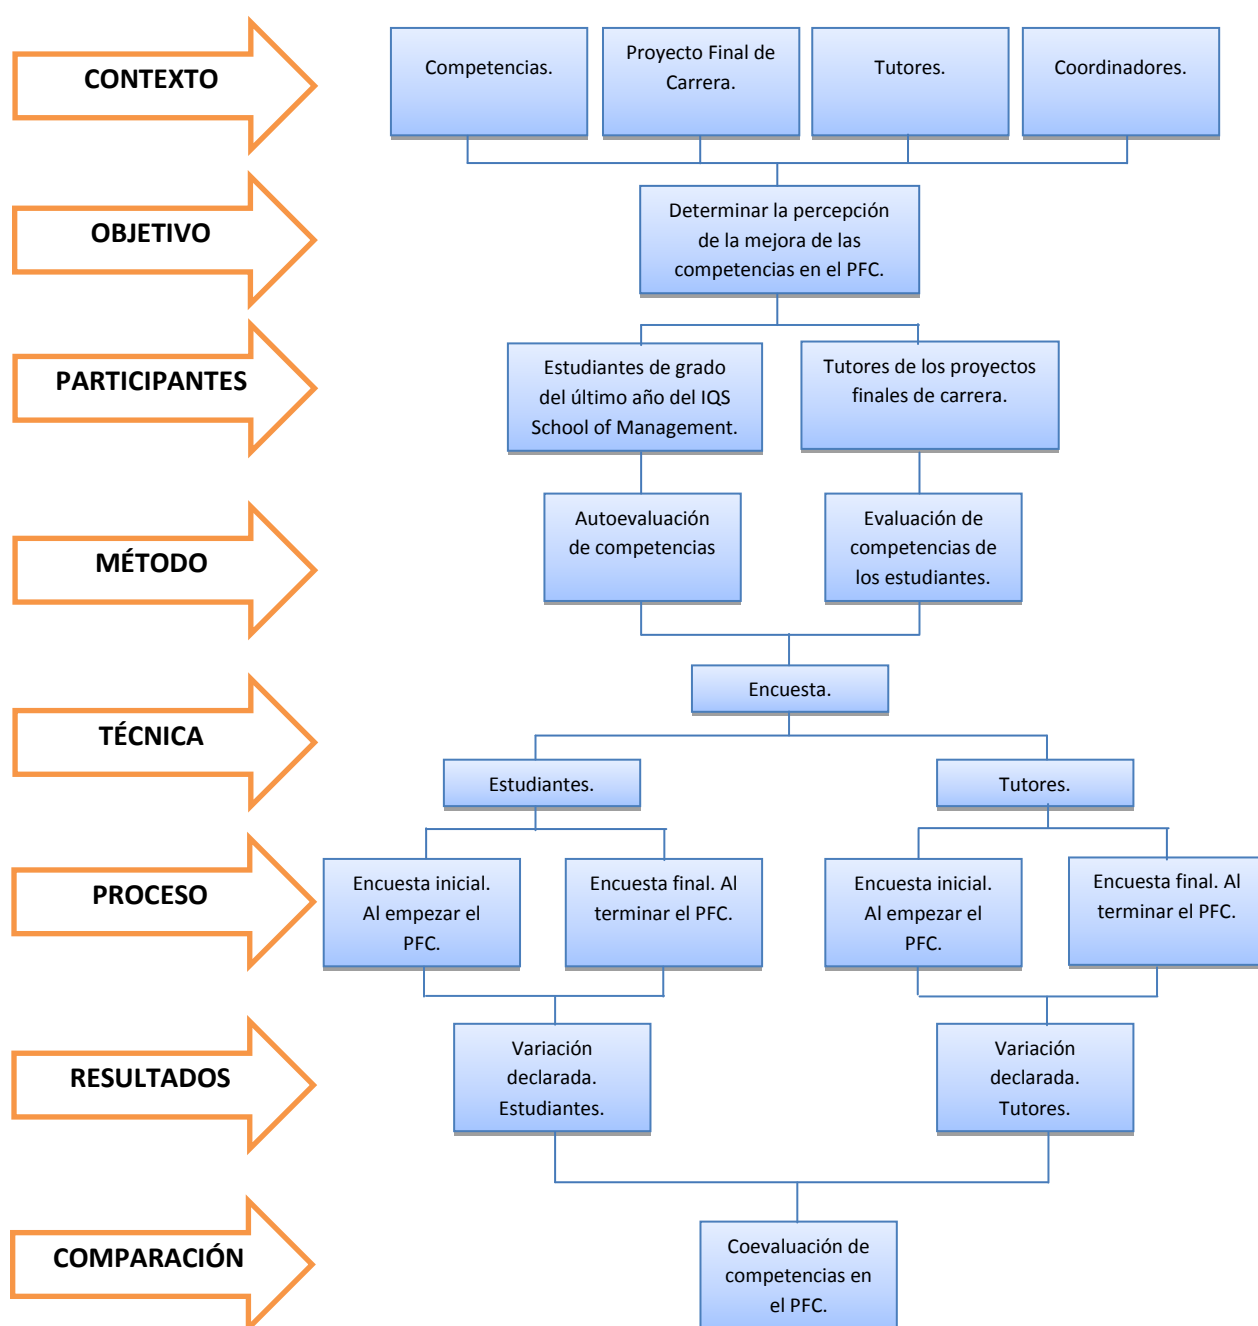 CONTEXTO
Competencias.
Proyecto Final de
Carrera.
Tutores.
Coordinadores.
OBJETIVO
Determinar la percepción
de la mejora de las
competencias en el PFC.
PARTICIPANTES
Estudiantes de grado
del último año del IQS
School of Management.
Tutores de los proyectos
finales de carrera.
MÉTODO
Autoevaluación
de competencias
Evaluación de
competencias de
los estudiantes.
TÉCNICA
Encuesta.
Estudiantes.
Tutores.
PROCESO
Encuesta inicial.
Al empezar el
PFC.
Encuesta final. Al
terminar el PFC.
Encuesta inicial.
Al empezar el
PFC.
Encuesta final. Al
terminar el PFC.
RESULTADOS
Variación
declarada.
Estudiantes.
Variación
declarada.
Tutores.
COMPARACIÓN
Coevaluación de
competencias en
el PFC.